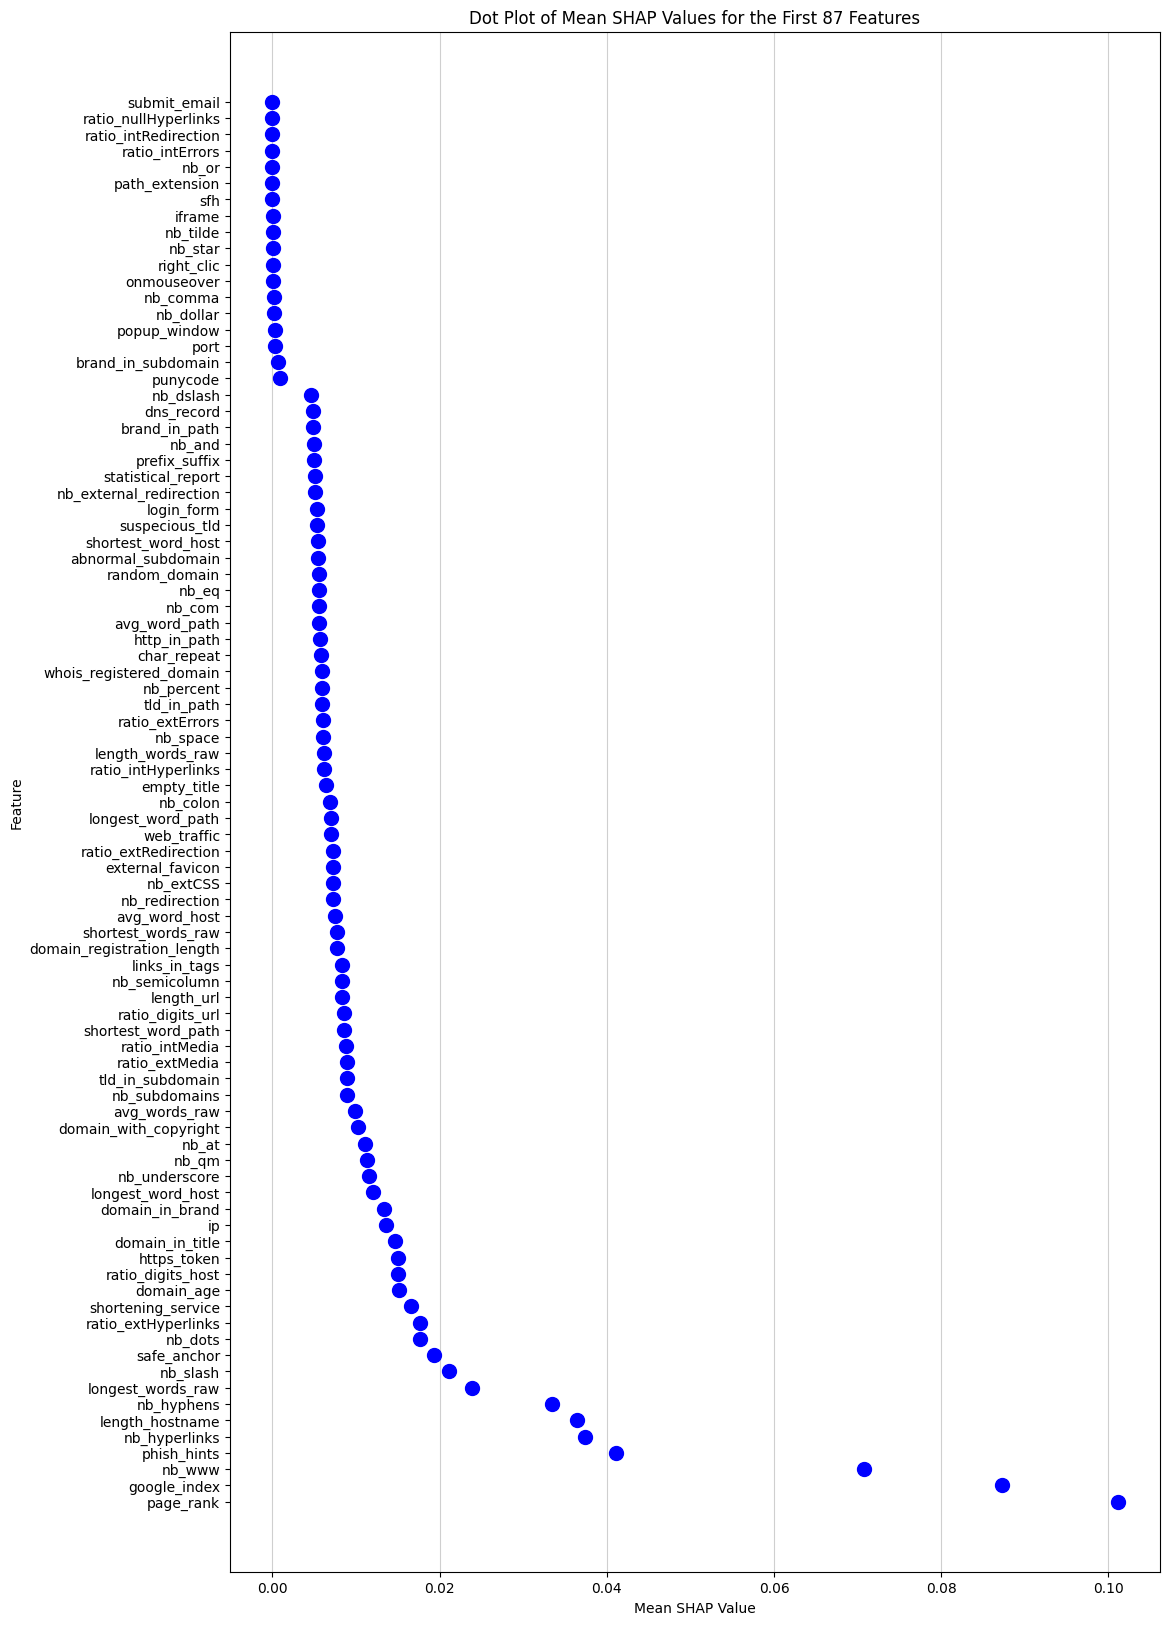 Dot Plot of Mean SHAP Values for the First 87 Features
submit_email
ratio_nullHyperlinks
ratio_intRedirection
ratio_intErrors
nb_or
path_extension
sfh
iframe
nb_tilde
nb_star
right_clic
onmouseover
nb_comma
nb_dollar
popup_window
port
brand_in_subdomain
punycode
nb_dslash
dns_record
brand_in_path
nb_and
prefix_suffix
statistical_report
nb_external_redirection
login_form
suspecious_tld
shortest_word_host
abnormal_subdomain
random_domain
nb_eq
nb_com
avg_word_path
http_in_path
char_repeat
whois_registered_domain
nb_percent
tld_in_path
ratio_extErrors
nb_space
length_words_raw
ratio_intHyperlinks
empty_title
nb_colon
longest_word_path
web_traffic
ratio_extRedirection
external_favicon
nb_extCSS
nb_redirection
avg_word_host
shortest_words_raw
domain_registration_length
links_in_tags
nb_semicolumn
length_url
ratio_digits_url
shortest_word_path
ratio_intMedia
ratio_extMedia
tld_in_subdomain
nb_subdomains
avg_words_raw
domain_with_copyright
nb_at
nb_qm
nb_underscore
longest_word_host
domain_in_brand
ip
domain_in_title
https_token
ratio_digits_host
domain_age
shortening_service
ratio_extHyperlinks
nb_dots
safe_anchor
nb_slash
longest_words_raw
nb_hyphens
length_hostname
nb_hyperlinks
phish_hints
nb_www
google_index
page_rank
Feature
0.00 0.02 0.04 0.06 0.08 0.10
Mean SHAP Value